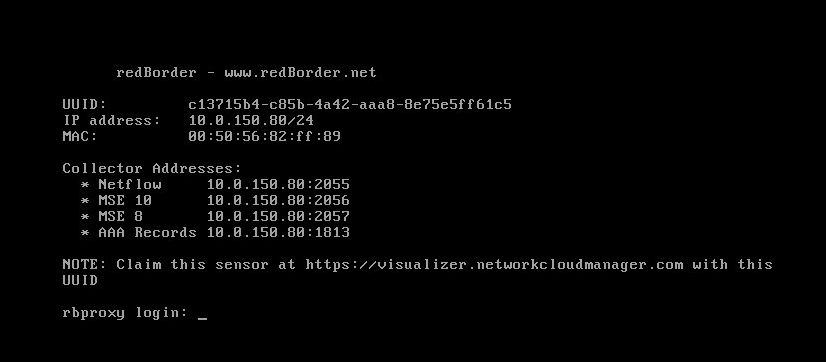 redBorder - www.redBorder.net
UUID: c13715b4-c85b-4a42-aaa8-8e75e5ff61c5
IP address: 10.0.150.80/24
MAC: 00:50:56:82:ff:89
Collector Addresses:
* Netflow 10.0.150.80:2055
* MSE 10 10.0.150.80:2056
* MSE 8 10.0.150.80:2057
* AAA Records 10.0.150.80:1813
NOTE: Claim this sensor at https://visualizer.networkcloudmanager.com with this
UUID
rbproxy login: _